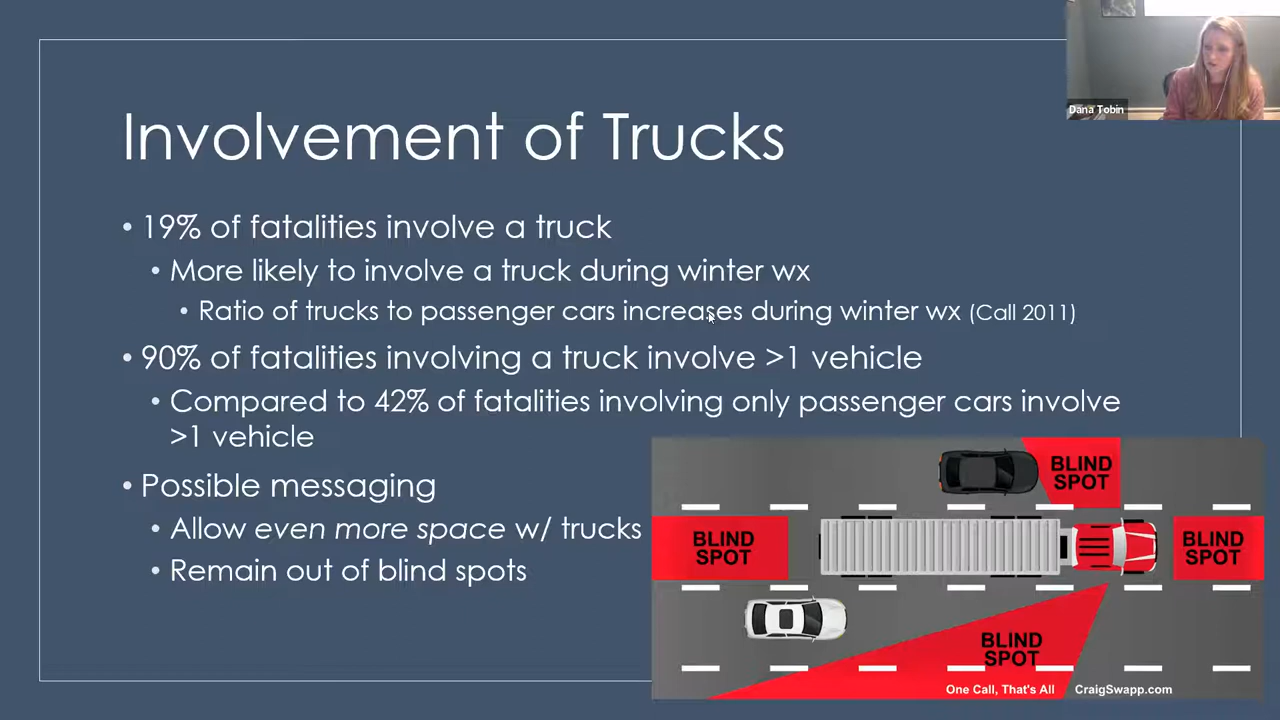 Dana Tobin
Involvement of Trucks
• 19% of fatalities involve a truck
• More likely to involve a truck during winter wx
• Ratio of trucks to passenger cars increases during winter wx (Call 2011)
• 90% of fatalities involving a truck involve >1 vehicle
• Compared to 42% of fatalities involving only passenger cars involve
>1 vehicle
• Possible messaging
• Allow even more space w/ trucks
• Remain out of blind spots
BLIND
SPOT
BLIND
SPOT
BLIND
SPOT
BLIND
SPOT
One Call, That's All CraigSwapp.com